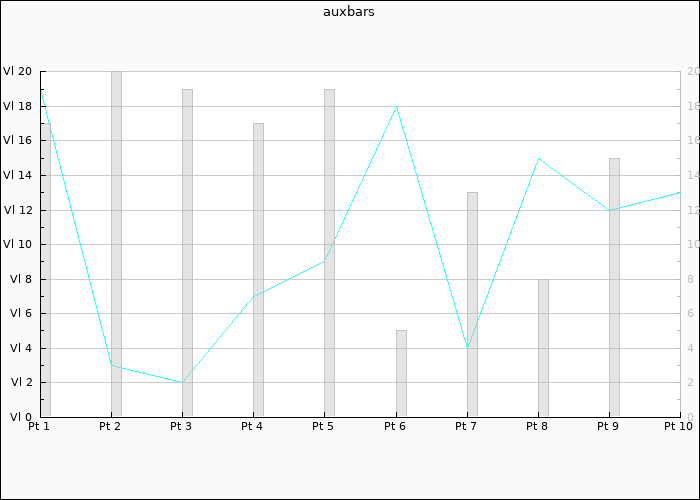 auxbars
Vl 20
Vl 18
Vl 16
Vl 14
Vl 12
Vl 10
Vl 8
Vl 6
Vl 4
Vl 2
Vl 0
20
18
16
14
12
10
8
6
4
2
0
Pt 1 Pt 2 Pt 3 Pt 4 Pt 5 Pt 6 Pt 7 Pt 8 Pt 9 Pt 10